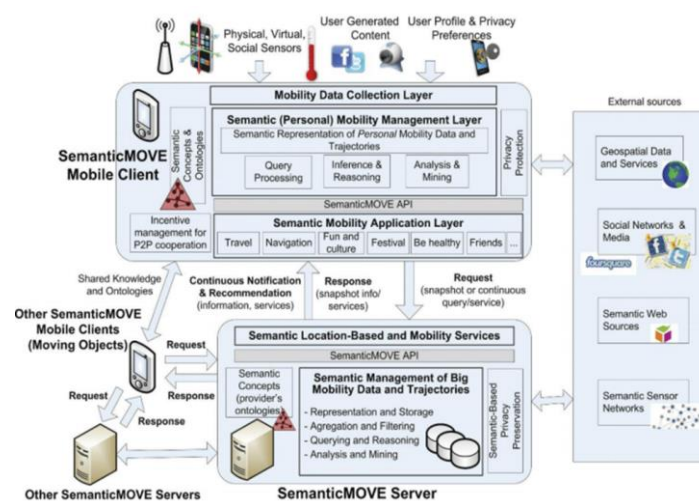 Physical, Virtual,
Social Sensors
User Generated
Content
User Profile & Privacy
Preferences
Mobility Data Collection Layer
SemanticMOVE
Mobile Client
Semantic
Concepts &
Ontologies
Semantic (Personal) Mobility Management Layer
Semantic Representation of Personal Mobility Data and
Trajectories
Query
Processing
Inference &
Reasoning
Analysis &
Mining
Privacy
Protection
SemanticMOVE API
Incentive
management for
P2P cooperation
Semantic Mobility Application Layer
Travel
Navigation
Fun and
culture
Festival
Be healthy
Friends
...
External sources
Geospatial Data
and Services
Social Networks &
Media
foursquare
Semantic Web
Sources
Semantic Sensor
Networks
Shared Knowledge
and Ontologies
Continuous Notification
& Recommendation
(information, services)
Response
(snapshot info/
services)
Request
(snapshot or continuous
query/service)
Other SemanticMOVE
Mobile Clients
(Moving Objects)
Request
Response
Request
Response
Other SemanticMOVE Servers
Semantic Location-Based and Mobility Services
SemanticMOVE API
Semantic
Concepts
(provider's
ontologies)
Semantic Management of Big
Mobility Data and Trajectories
- Representation and Storage
- Agregation and Filtering
- Querying and Reasoning
- Analysis and Mining
Semantic-Based
Privacy
Preservation
SemanticMOVE Server